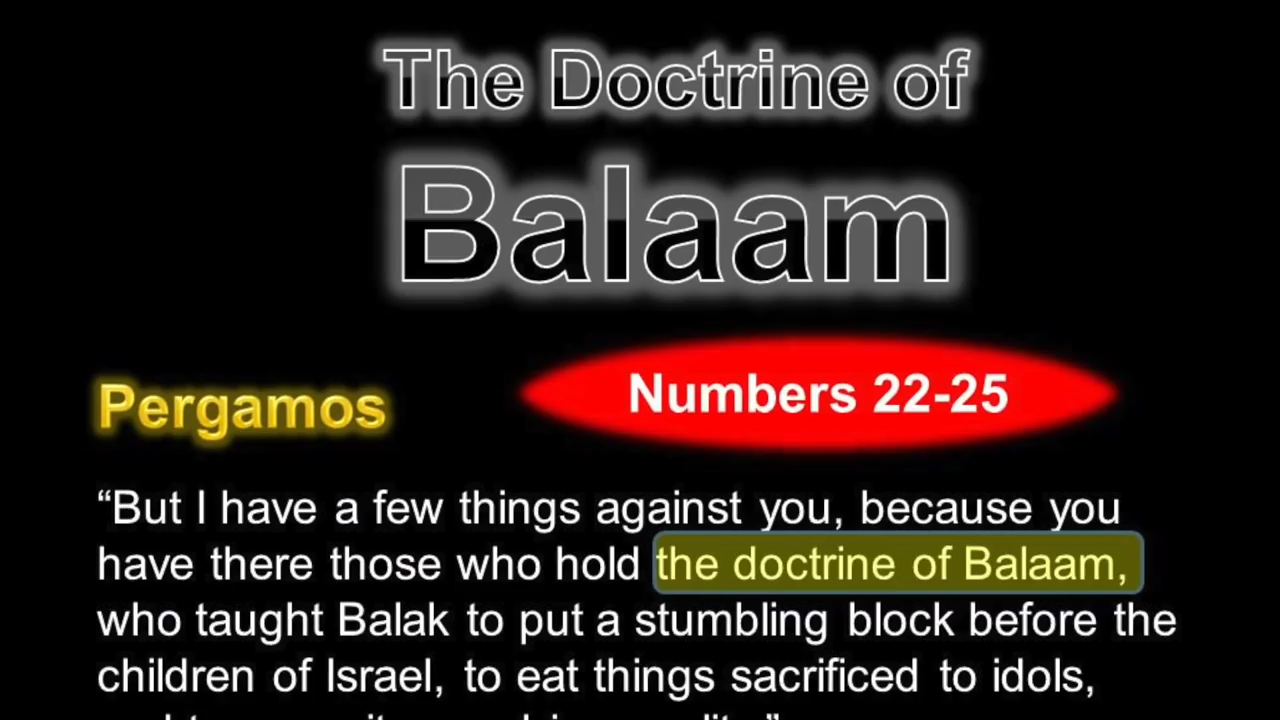 The Doctrine of
Balaam
Pergamos
Numbers 22-25
“But I have a few things against you, because you
have there those who hold the doctrine of Balaam,
who taught Balak to put a stumbling block before the
children of Israel, to eat things sacrificed to idols,